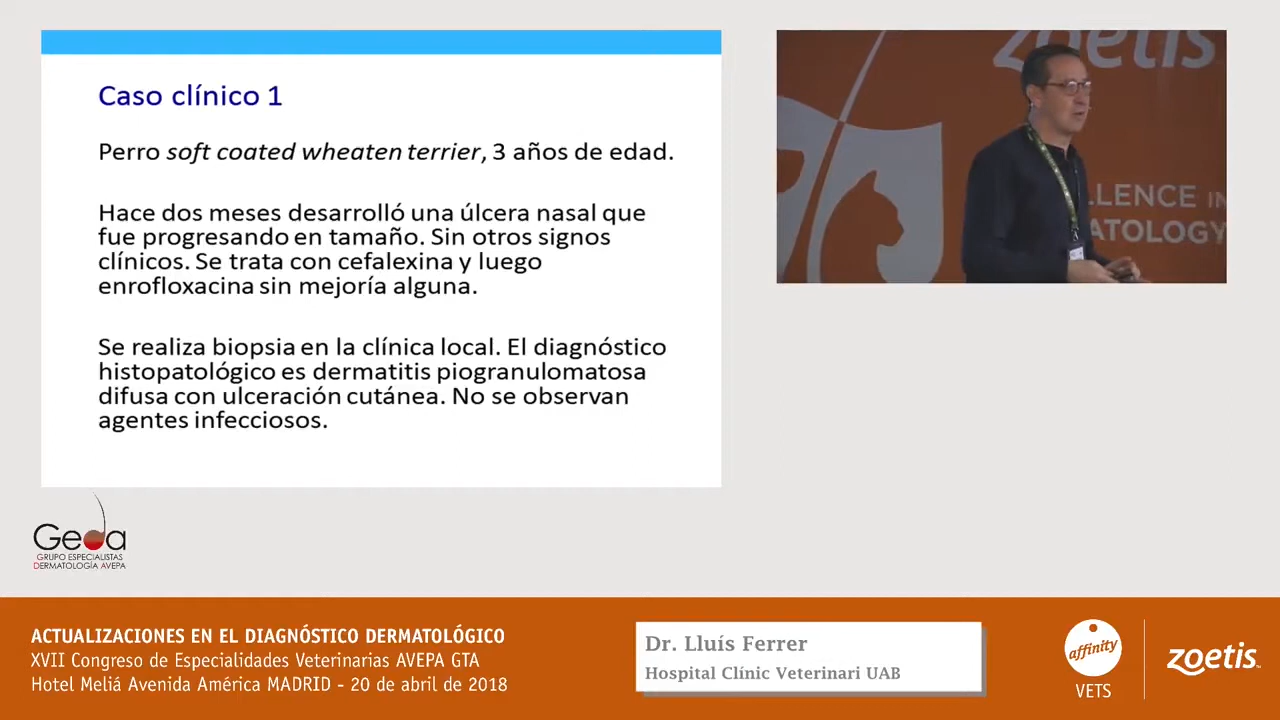 Caso clínico 1
Perro soft coated wheaten terrier, 3 años de edad.
Hace dos meses desarrolló una úlcera nasal que
fue progresando en tamaño. Sin otros signos
clínicos. Se trata con cefalexina y luego
enrofloxacina sin mejoría alguna.
Se realiza biopsia en la clínica local. El diagnóstico
histopatológico es dermatitis piogranulomatosa
difusa con ulceración cutánea. No se observan
agentes infecciosos.
zoetis
LLENCE IN
ATOLOGY
Geda
GRUPO ESPECIALISTAS
DERMATOLOGÍA AVEPA
ACTUALIZACIONES EN EL DIAGNÓSTICO DERMATOLÓGICO
XVII Congreso de Especialidades Veterinarias AVEPA GTA
Hotel Meliá Avenida América MADRID - 20 de abril de 2018
Dr. Lluís Ferrer
Hospital Clínic Veterinari UAB
affinity
VETS
zoetis